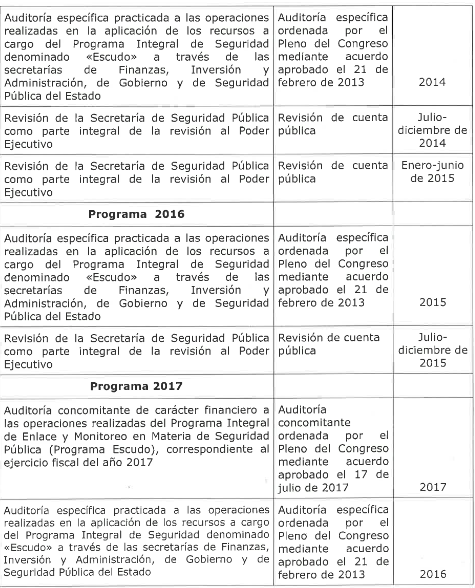 Auditoría específica practicada a las operaciones
realizadas en la aplicación de los recursos a
cargo del Programa Integral de Seguridad
denominado «Escudo» a través de las
secretarías de Finanzas, Inversión y
Administración, de Gobierno y de Seguridad
Pública del Estado
Auditoría específica
ordenada por el
Pleno del Congreso
mediante acuerdo
aprobado el 21 de
febrero de 2013
2014
Revisión de la Secretaría de Seguridad Pública
como parte integral de la revisión al Poder
Ejecutivo
Revisión de cuenta
pública
Julio-
diciembre de
2014
Revisión de la Secretaría de Seguridad Pública
como parte integral de la revisión al Poder
Ejecutivo
Revisión de cuenta
pública
Enero-junio
de 2015
Programa 2016
Auditoría específica practicada a las operaciones
realizadas en la aplicación de los recursos a
cargo del Programa Integral de Seguridad
denominado «Escudo» a través de las
secretarías de Finanzas, Inversión y
Administración, de Gobierno y de Seguridad
Pública del Estado
Auditoría específica
ordenada por el
Pleno del Congreso
mediante acuerdo
aprobado el 21 de
febrero de 2013
2015
Revisión de la Secretaría de Seguridad Pública
como parte integral de la revisión al Poder
Ejecutivo
Revisión de cuenta
pública
Julio-
diciembre de
2015
Programa 2017
Auditoría concomitante de carácter financiero a
las operaciones realizadas del Programa Integral
de Enlace y Monitoreo en Materia de Seguridad
Pública (Programa Escudo), correspondiente al
ejercicio fiscal del año 2017
Auditoría
concomitante
ordenada por el
Pleno del Congreso
mediante acuerdo
aprobado el 17 de
julio de 2017
2017
Auditoría específica practicada a las operaciones
realizadas en la aplicación de los recursos a cargo
del Programa Integral de Seguridad denominado
«Escudo» a través de las secretarías de Finanzas,
Inversión y Administración, de Gobierno y de
Seguridad Pública del Estado
Auditoría específica
ordenada por el
Pleno del Congreso
mediante acuerdo
aprobado el 21 de
febrero de 2013
2016